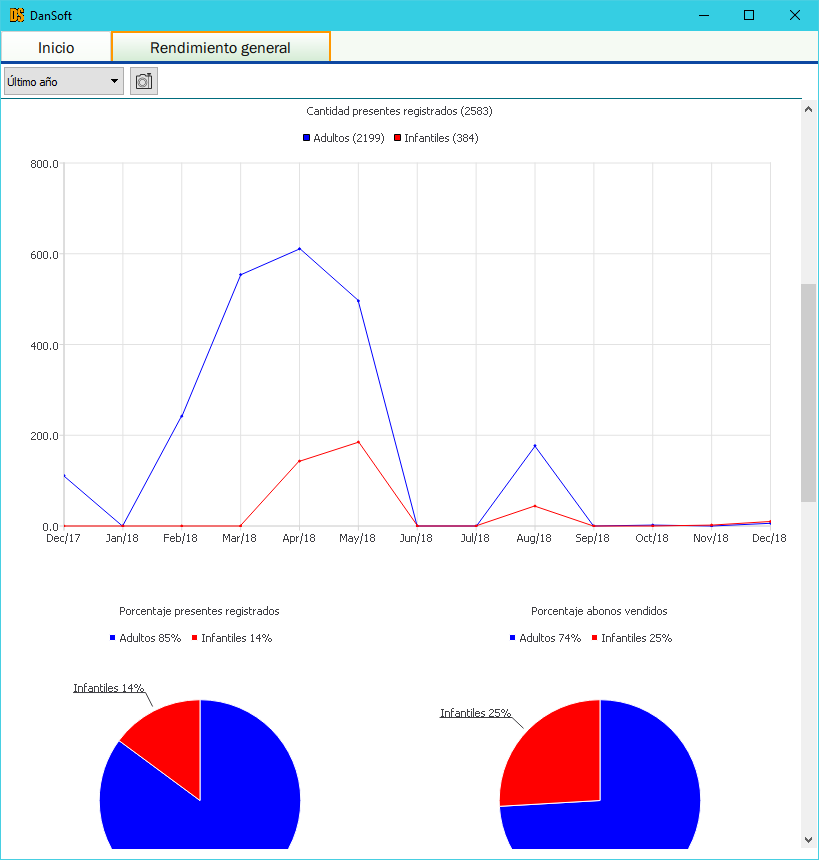 DanSoft
Inicio Rendimiento general
Último año
Cantidad presentes registrados (2583)
Adultos (2199) Infantiles (384)
800.0
600.0
400.0
200.0
0.0
Dec/17 Jan/18 Feb/18 Mar/18 Apr/18 May/18 Jun/18 Jul/18 Aug/18 Sep/18 Oct/18 Nov/18 Dec/18
Porcentaje presentes registrados
Adultos 85% Infantiles 14%
Infantiles 14%
Porcentaje abonos vendidos
Adultos 74% Infantiles 25%
Infantiles 25%